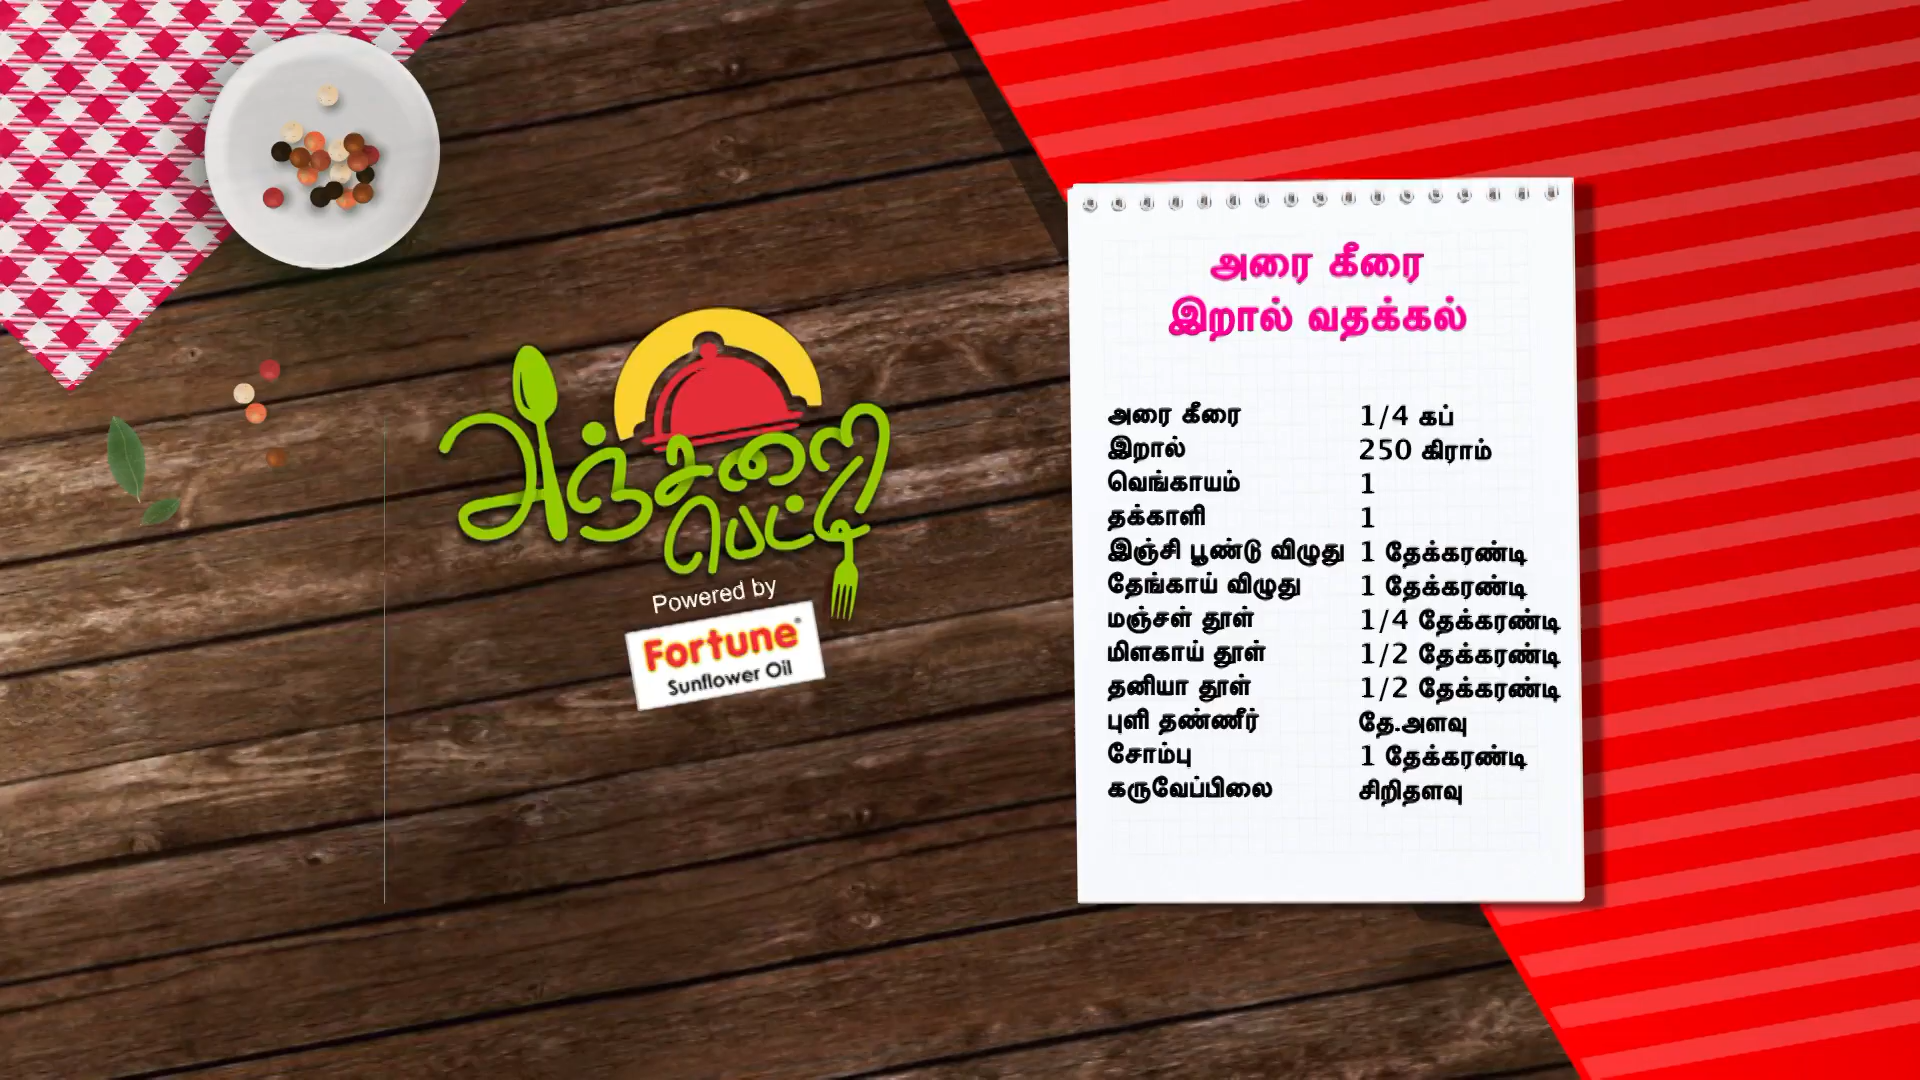 அஞ்சறை
பெட்டி
Powered by
Fortune
Sunflower Oil
அரை கீரை
இறால் வதக்கல்
அரை கீரை 1/4 கப்
இறால் 250 கிராம்
வெங்காயம் 1
தக்காளி 1
இஞ்சி பூண்டு விழுது 1 தேக்கரண்டி
தேங்காய் விழுது 1 தேக்கரண்டி
மஞ்சள் தூள் 1/4 தேக்கரண்டி
மிளகாய் தூள் 1/2 தேக்கரண்டி
தனியா தூள் 1/2 தேக்கரண்டி
புளி தண்ணீர் தே.அளவு
சோம்பு 1 தேக்கரண்டி
கருவேப்பிலை சிறிதளவு